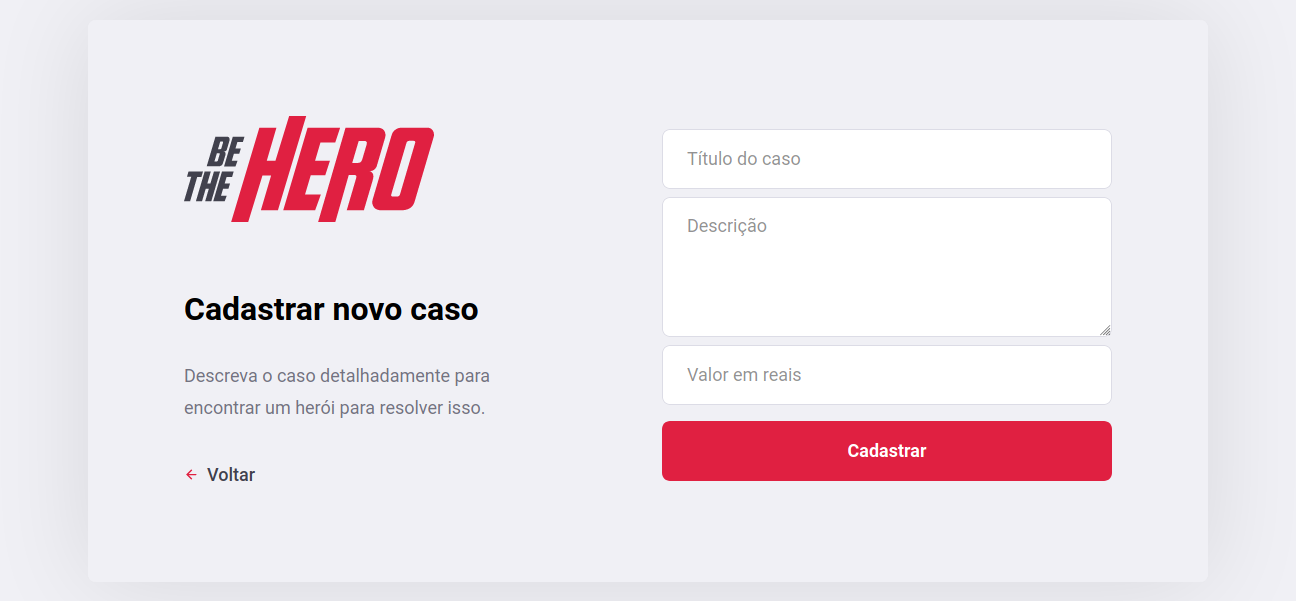 BE
THE
HERO
Cadastrar novo caso
Descreva o caso detalhadamente para
encontrar um herói para resolver isso.
Voltar
Título do caso
Descrição
Valor em reais
Cadastrar